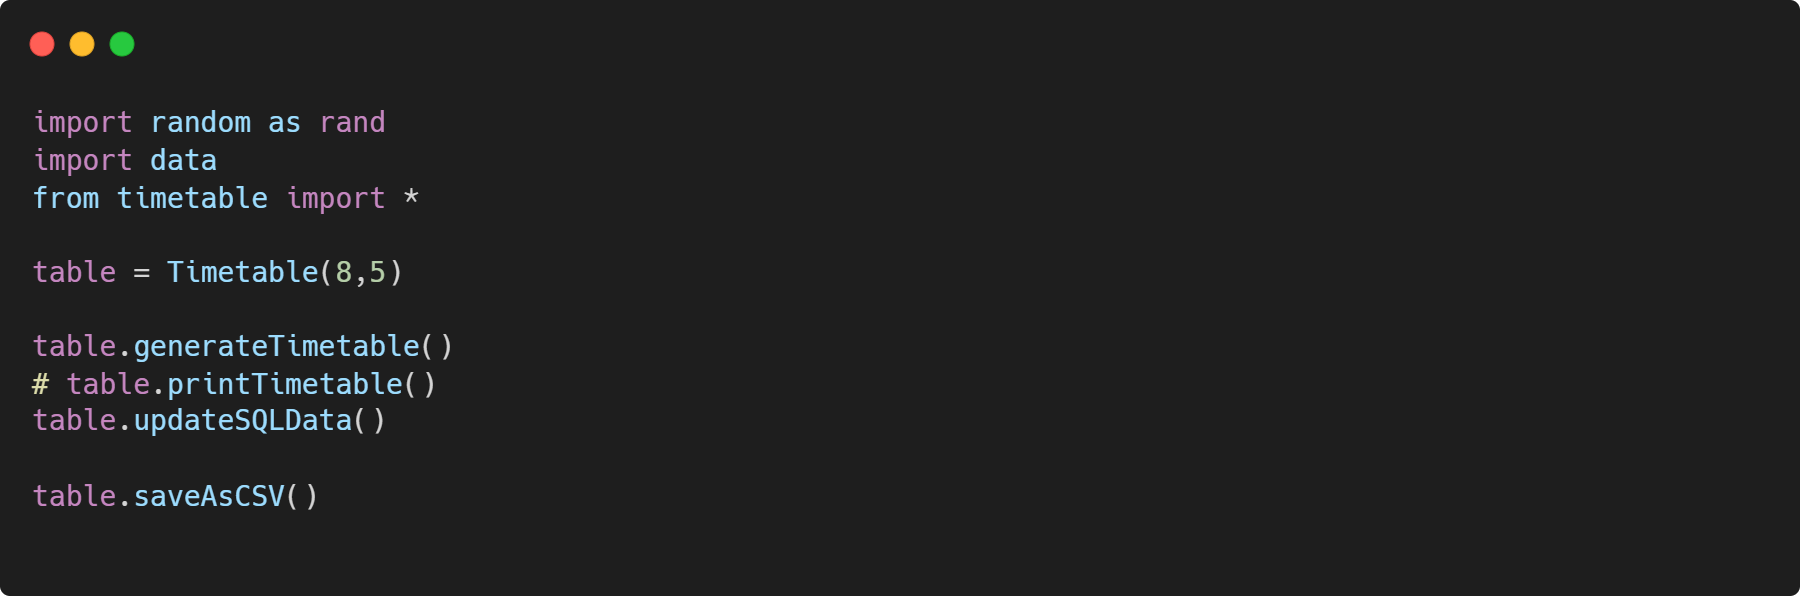 import random as rand
import data
from timetable import *
table = Timetable(8,5)
table.generateTimetable()
# table.printTimetable()
table.updateSQLData()
table.saveAsCSV()